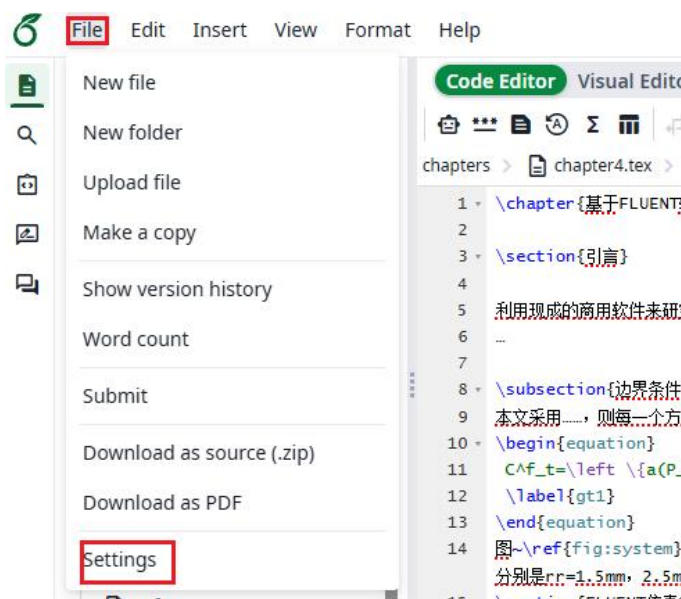 File Edit Insert View Format Help
New file
New folder
Upload file
Make a copy
Show version history
Word count
Submit
Download as source (.zip)
Download as PDF
Settings
Code Editor Visual
chapters > chapter4.tex >
1 \chapter{基于FLUENT
2
3 \section{引言}
4
5 利用现成的商用软件来研
6 …
7
8 \subsection{边界条件
9 本文采用……，则每一个方
10 \begin{equation}
11 C^f_t=\left \{a(P_
12 \label{gt1}
13 \end{equation}
14 图~\ref{fig:system}
分别是rr=1.5mm，2.5m